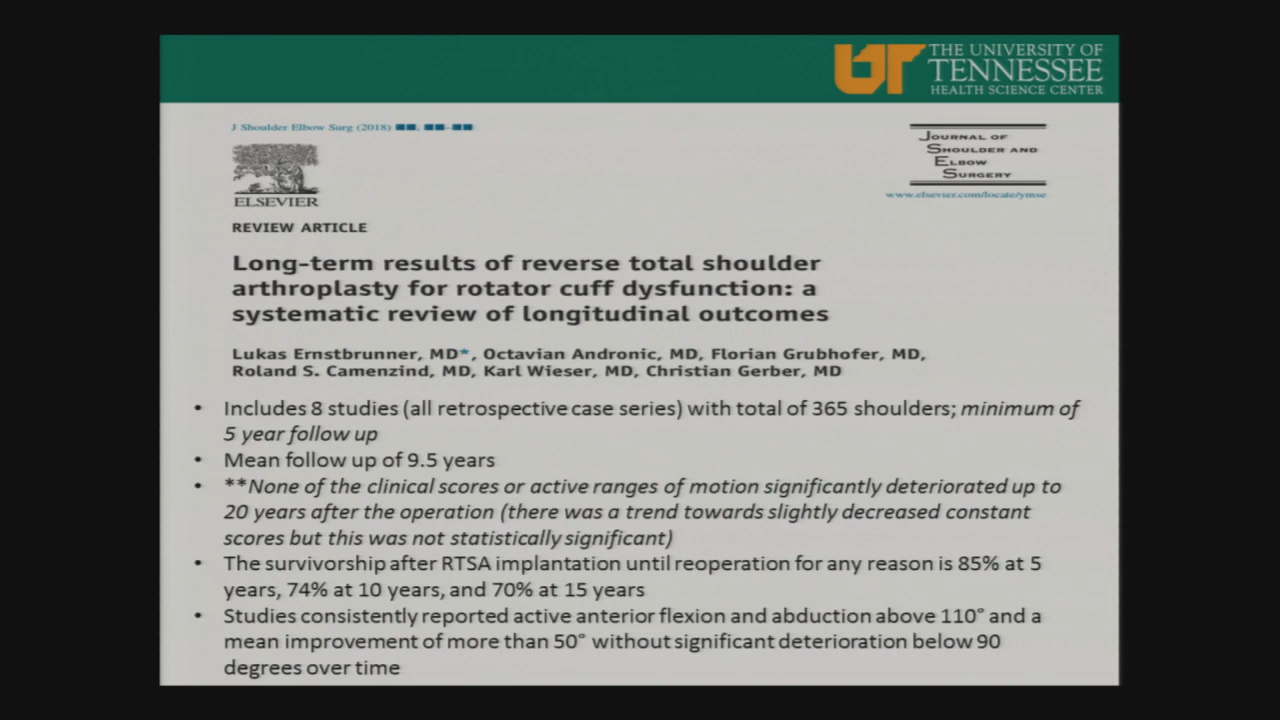 UT THE UNIVERSITY OF
TENNESSEE
HEALTH SCIENCE CENTER
J Shoulder Elbow Surg (2018) ■■, ■■–■■
ELSEVIER
JOURNAL OF
SHOULDER AND
ELBOW
SURGERY
www.elsevier.com/locate/ymse
REVIEW ARTICLE
Long-term results of reverse total shoulder
arthroplasty for rotator cuff dysfunction: a
systematic review of longitudinal outcomes
Lukas Ernstbrunner, MD*, Octavian Andronic, MD, Florian Grubhofer, MD,
Roland S. Camenzind, MD, Karl Wieser, MD, Christian Gerber, MD
• Includes 8 studies (all retrospective case series) with total of 365 shoulders; minimum of
5 year follow up
• Mean follow up of 9.5 years
• **None of the clinical scores or active ranges of motion significantly deteriorated up to
20 years after the operation (there was a trend towards slightly decreased constant
scores but this was not statistically significant)
• The survivorship after RTSA implantation until reoperation for any reason is 85% at 5
years, 74% at 10 years, and 70% at 15 years
• Studies consistently reported active anterior flexion and abduction above 110° and a
mean improvement of more than 50° without significant deterioration below 90
degrees over time